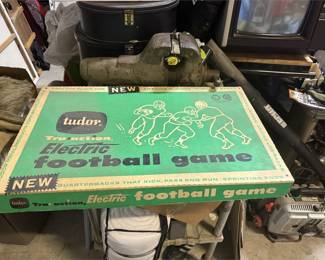 NEW
tudor
Tru action
Electric
football game
NEW QUARTERBACKS THAT KICK, PASS AND RUN
tudor Tru action Electric football game